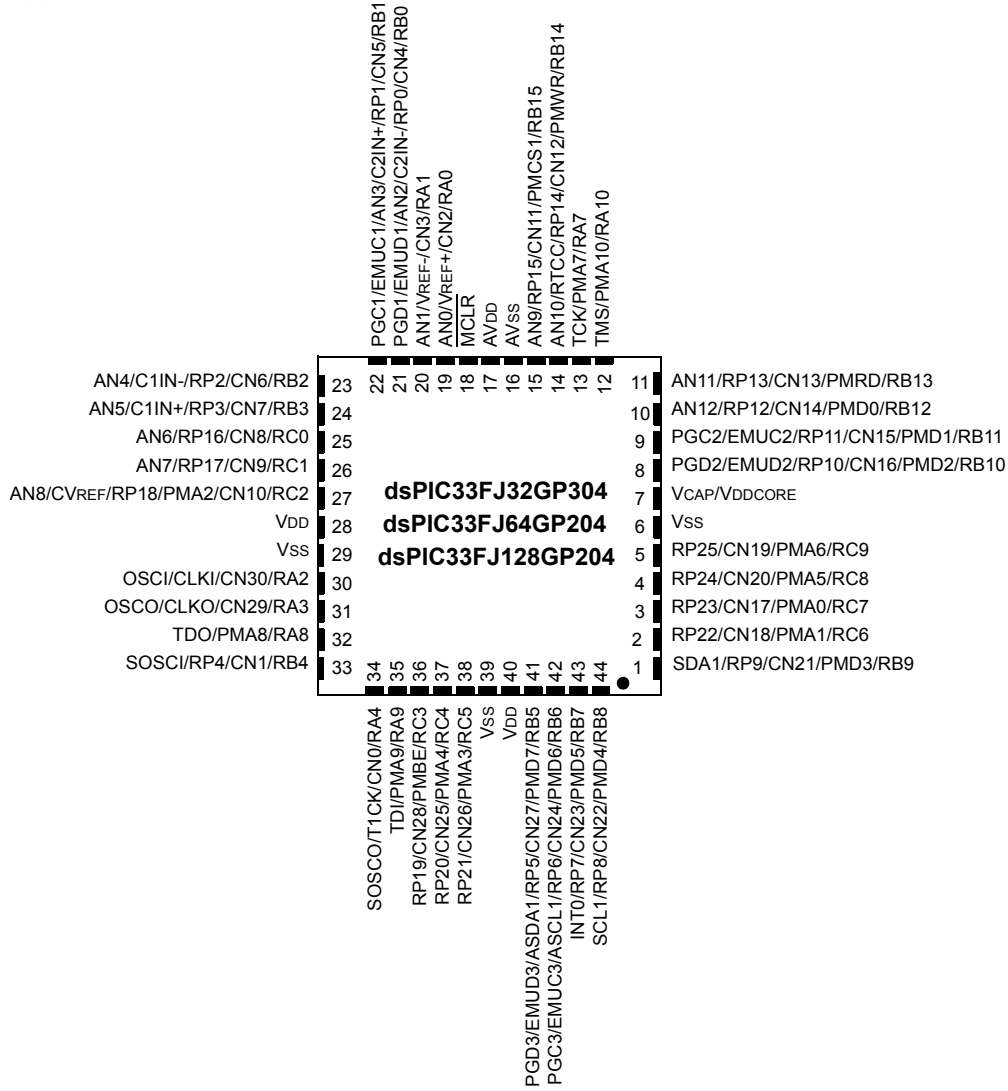 PGC1/EMUC1/AN3/C2IN+/RP1/CN5/RB1
PGD1/EMUD1/AN2/C2IN-/RP0/CN4/RB0
AN1/VREF-/CN3/RA1
AN0/VREF+/CN2/RA0
MCLR
AVDD
AVSS
AN9/RP15/CN11/PMCS1/RB15
AN10/RTCC/RP14/CN12/PMWR/RB14
TCK/PMA7/RA7
TMS/PMA10/RA10
22 21 20 19 18 17 16 15 14 13 12
AN4/C1IN-/RP2/CN6/RB2 23
AN5/C1IN+/RP3/CN7/RB3 24
AN6/RP16/CN8/RC0 25
AN7/RP17/CN9/RC1 26
AN8/CVREF/RP18/PMA2/CN10/RC2 27
VDD 28
VSS 29
OSCI/CLKI/CN30/RA2 30
OSCO/CLKO/CN29/RA3 31
TDO/PMA8/RA8 32
SOSCI/RP4/CN1/RB4 33
dsPIC33FJ32GP304
dsPIC33FJ64GP204
dsPIC33FJ128GP204
11 AN11/RP13/CN13/PMRD/RB13
10 AN12/RP12/CN14/PMD0/RB12
9 PGC2/EMUC2/RP11/CN15/PMD1/RB11
8 PGD2/EMUD2/RP10/CN16/PMD2/RB10
7 VCAP/VDDCORE
6 VSS
5 RP25/CN19/PMA6/RC9
4 RP24/CN20/PMA5/RC8
3 RP23/CN17/PMA0/RC7
2 RP22/CN18/PMA1/RC6
1 SDA1/RP9/CN21/PMD3/RB9
34 35 36 37 38 39 40 41 42 43 44
SOSCO/T1CK/CN0/RA4
TDI/PMA9/RA9
RP19/CN28/PMBE/RC3
RP20/CN25/PMA4/RC4
RP21/CN26/PMA3/RC5
VSS
VDD
PGD3/EMUD3/ASDA1/RP5/CN27/PMD7/RB5
PGC3/EMUC3/ASCL1/RP6/CN24/PMD6/RB6
INT0/RP7/CN23/PMD5/RB7
SCL1/RP8/CN22/PMD4/RB8